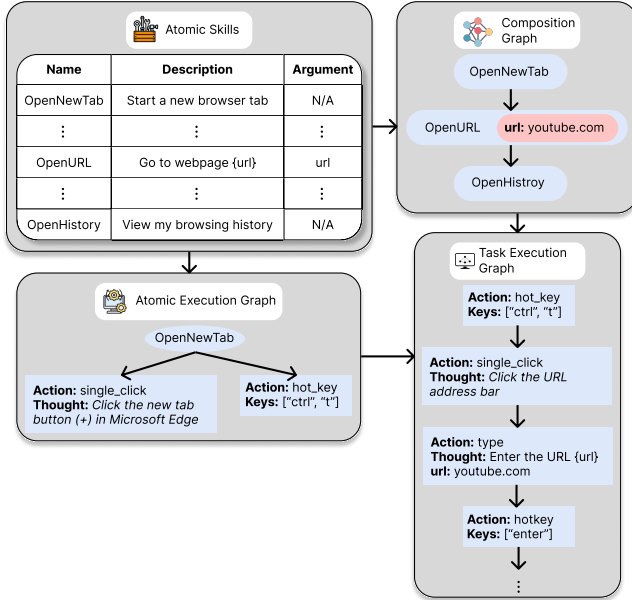 Atomic Skills
Name Description Argument
OpenNewTab Start a new browser tab N/A
⋮ ⋮ ⋮
OpenURL Go to webpage {url} url
⋮ ⋮ ⋮
OpenHistory View my browsing history N/A
Composition
Graph
OpenNewTab
OpenURL url: youtube.com
OpenHistroy
Atomic Execution Graph
OpenNewTab
Action: single_click
Thought: Click the new tab
button (+) in Microsoft Edge
Action: hot_key
Keys: [“ctrl”, “t”]
Task Execution
Graph
Action: hot_key
Keys: [“ctrl”, “t”]
Action: single_click
Thought: Click the URL
address bar
Action: type
Thought: Enter the URL {url}
url: youtube.com
Action: hotkey
Keys: [“enter”]
⋮